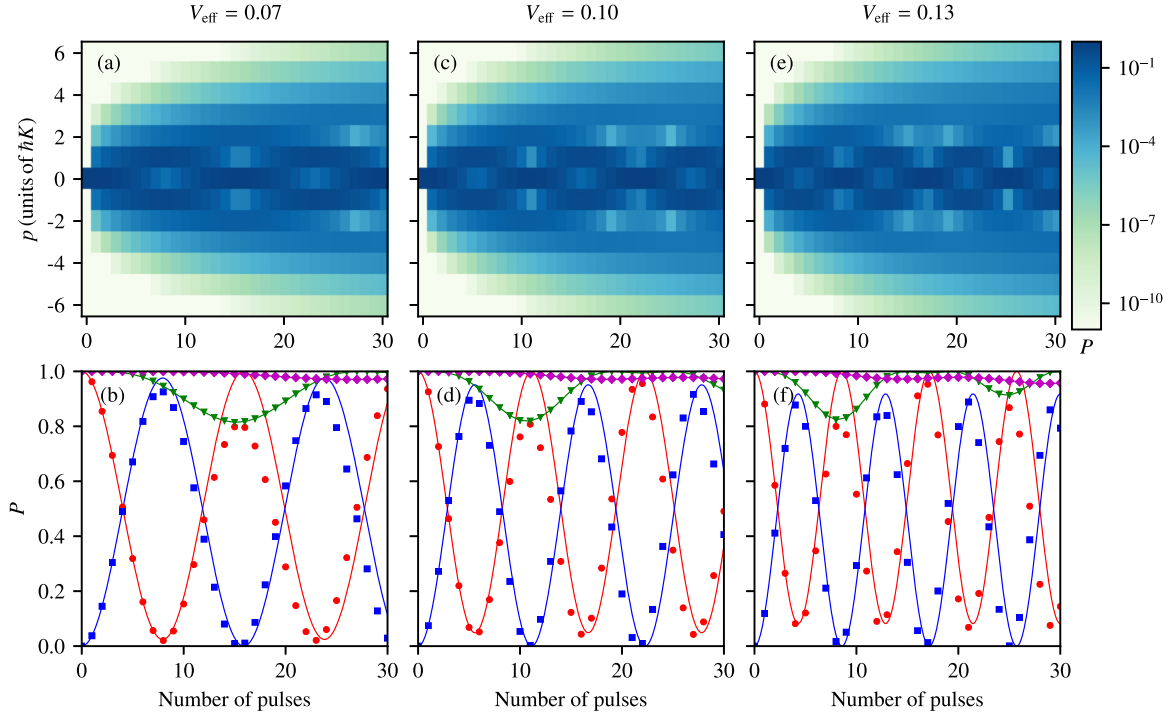 V_eff = 0.07
V_eff = 0.10
V_eff = 0.13
p (units of ħK)
6
4
2
0
-2
-4
-6
(a)
(c)
(e)
0 10 20 30
0 10 20 30
0 10 20 30
10⁻¹
10⁻⁴
10⁻⁷
10⁻¹⁰
P
P
1.0
0.8
0.6
0.4
0.2
0.0
(b)
(d)
(f)
0 10 20 30
0 10 20 30
0 10 20 30
Number of pulses
Number of pulses
Number of pulses